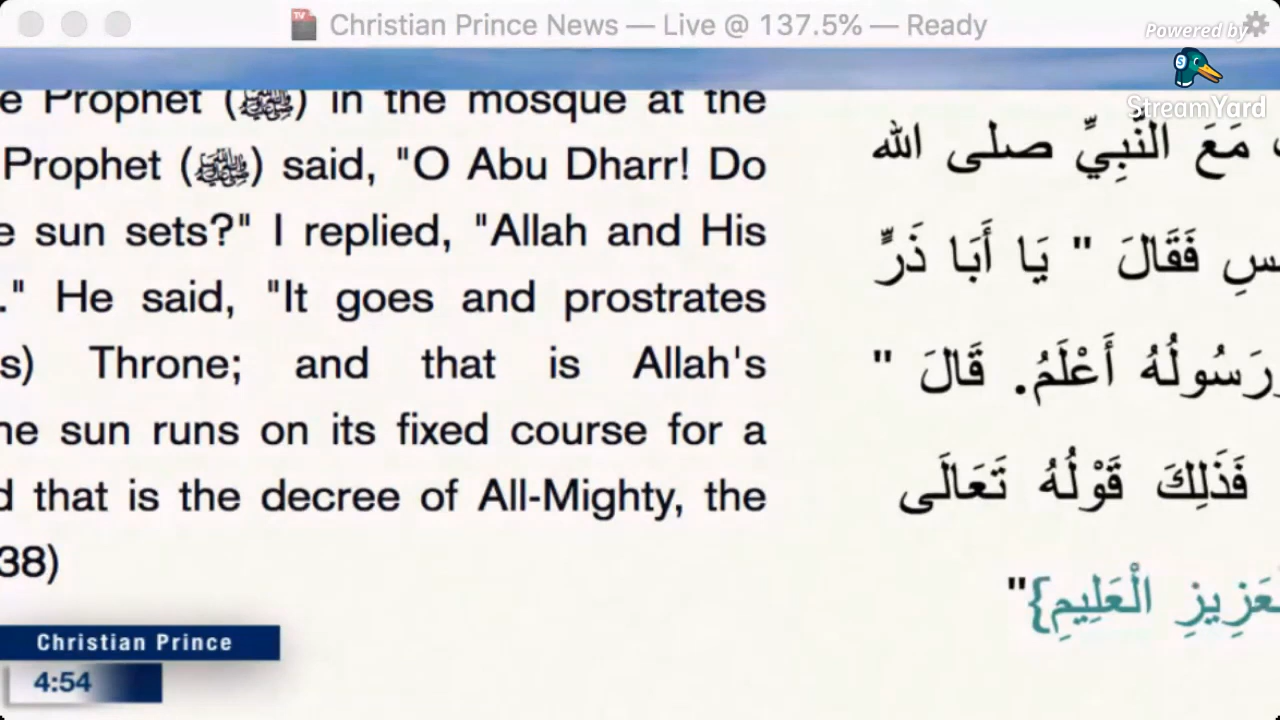 Christian Prince News — Live @ 137.5% — Ready
Powered by
StreamYard
e Prophet (ﷺ) in the mosque at the
Prophet (ﷺ) said, "O Abu Dharr! Do
e sun sets?" I replied, "Allah and His
." He said, "It goes and prostrates
s) Throne; and that is Allah's
he sun runs on its fixed course for a
d that is the decree of All-Mighty, the
38)
مَعَ النَّبِيِّ صلى الله
سِ فَقَالَ " يَا أَبَا ذَرٍّ
وَرَسُولُهُ أَعْلَمُ. قَالَ "
فَذَلِكَ قَوْلُهُ تَعَالَى
لْعَزِيزِ الْعَلِيمِ}"
Christian Prince
4:54